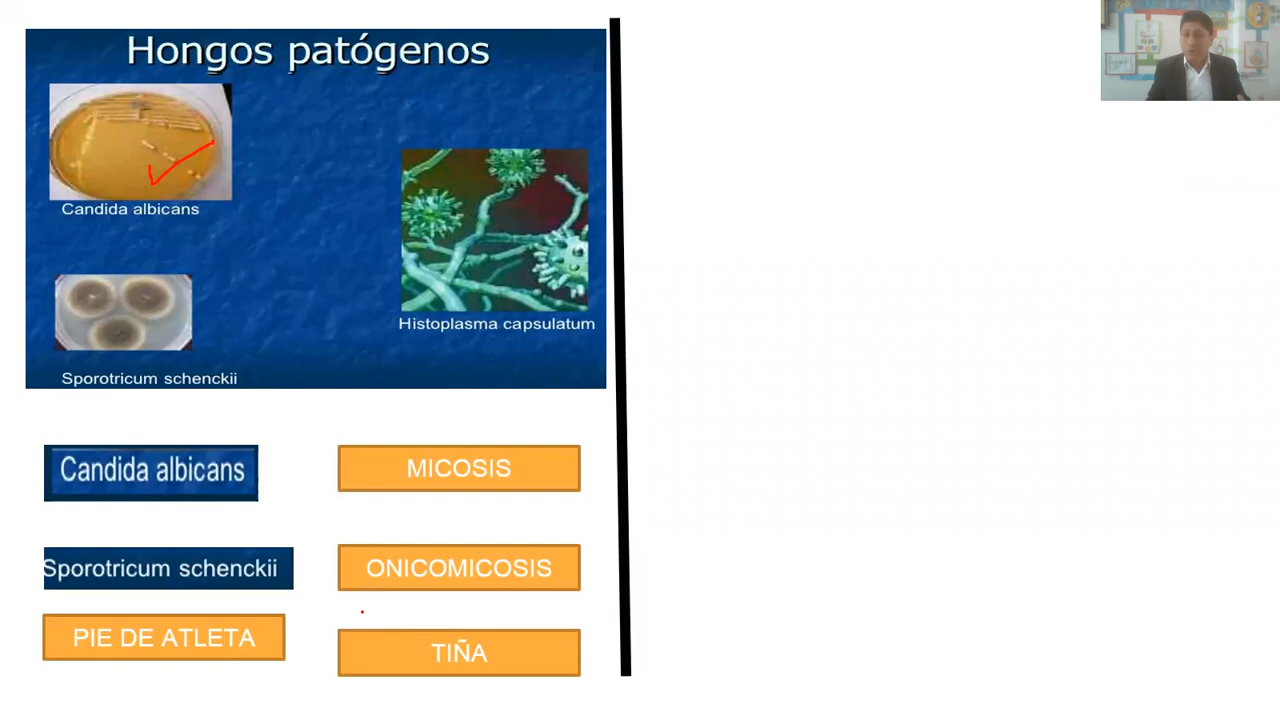 Hongos patógenos
Candida albicans
Histoplasma capsulatum
Sporotricum schenckii
Candida albicans
MICOSIS
Sporotricum schenckii
ONICOMICOSIS
PIE DE ATLETA
TIÑA